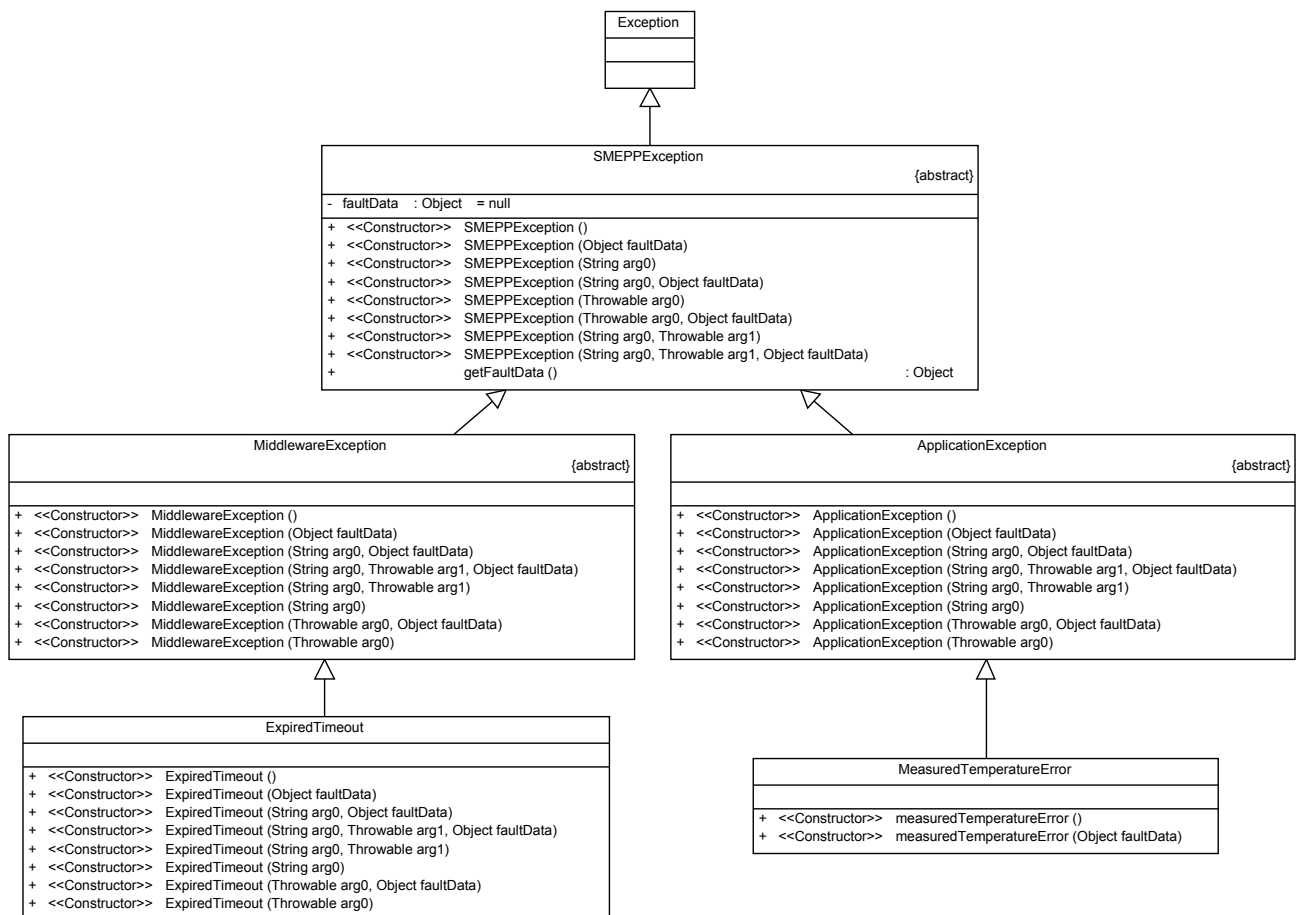 Exception
SMEPPException
{abstract}
- faultData : Object = null
+ <<Constructor>> SMEPPException ()
+ <<Constructor>> SMEPPException (Object faultData)
+ <<Constructor>> SMEPPException (String arg0)
+ <<Constructor>> SMEPPException (String arg0, Object faultData)
+ <<Constructor>> SMEPPException (Throwable arg0)
+ <<Constructor>> SMEPPException (Throwable arg0, Object faultData)
+ <<Constructor>> SMEPPException (String arg0, Throwable arg1)
+ <<Constructor>> SMEPPException (String arg0, Throwable arg1, Object faultData)
+ getFaultData () : Object
MiddlewareException
{abstract}
+ <<Constructor>> MiddlewareException ()
+ <<Constructor>> MiddlewareException (Object faultData)
+ <<Constructor>> MiddlewareException (String arg0, Object faultData)
+ <<Constructor>> MiddlewareException (String arg0, Throwable arg1, Object faultData)
+ <<Constructor>> MiddlewareException (String arg0, Throwable arg1)
+ <<Constructor>> MiddlewareException (String arg0)
+ <<Constructor>> MiddlewareException (Throwable arg0, Object faultData)
+ <<Constructor>> MiddlewareException (Throwable arg0)
ApplicationException
{abstract}
+ <<Constructor>> ApplicationException ()
+ <<Constructor>> ApplicationException (Object faultData)
+ <<Constructor>> ApplicationException (String arg0, Object faultData)
+ <<Constructor>> ApplicationException (String arg0, Throwable arg1, Object faultData)
+ <<Constructor>> ApplicationException (String arg0, Throwable arg1)
+ <<Constructor>> ApplicationException (String arg0)
+ <<Constructor>> ApplicationException (Throwable arg0, Object faultData)
+ <<Constructor>> ApplicationException (Throwable arg0)
ExpiredTimeout
+ <<Constructor>> ExpiredTimeout ()
+ <<Constructor>> ExpiredTimeout (Object faultData)
+ <<Constructor>> ExpiredTimeout (String arg0, Object faultData)
+ <<Constructor>> ExpiredTimeout (String arg0, Throwable arg1, Object faultData)
+ <<Constructor>> ExpiredTimeout (String arg0, Throwable arg1)
+ <<Constructor>> ExpiredTimeout (String arg0)
+ <<Constructor>> ExpiredTimeout (Throwable arg0, Object faultData)
+ <<Constructor>> ExpiredTimeout (Throwable arg0)
MeasuredTemperatureError
+ <<Constructor>> measuredTemperatureError ()
+ <<Constructor>> measuredTemperatureError (Object faultData)